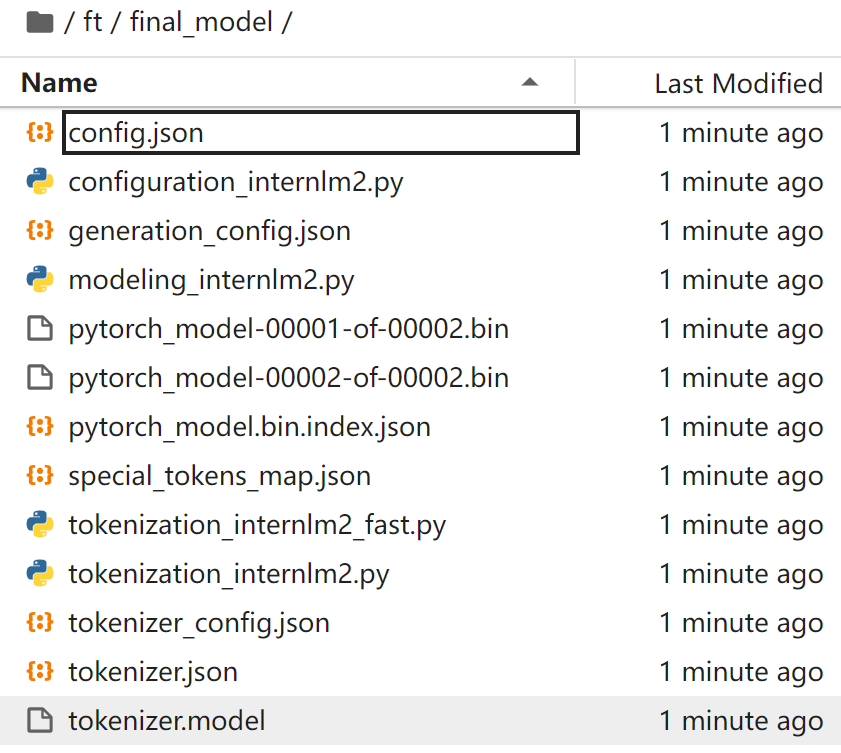 / ft / final_model /
Name Last Modified
config.json 1 minute ago
configuration_internlm2.py 1 minute ago
generation_config.json 1 minute ago
modeling_internlm2.py 1 minute ago
pytorch_model-00001-of-00002.bin 1 minute ago
pytorch_model-00002-of-00002.bin 1 minute ago
pytorch_model.bin.index.json 1 minute ago
special_tokens_map.json 1 minute ago
tokenization_internlm2_fast.py 1 minute ago
tokenization_internlm2.py 1 minute ago
tokenizer_config.json 1 minute ago
tokenizer.json 1 minute ago
tokenizer.model 1 minute ago